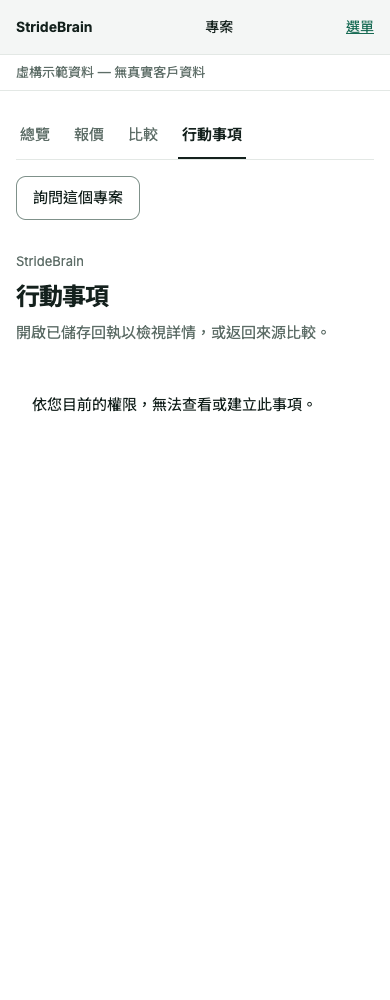 StrideBrain
專案
選單
虛構示範資料 — 無真實客戶資料
總覽
報價
比較
行動事項
詢問這個專案
StrideBrain
行動事項
開啟已儲存回執以檢視詳情，或返回來源比較。
依您目前的權限，無法查看或建立此事項。